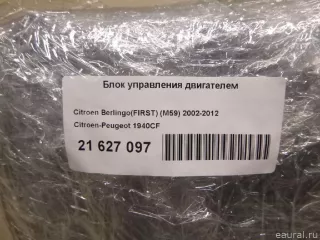 Блок управления двигателем
Citroen Berlingo(FIRST) (M59) 2002-2012
Citroen-Peugeot 1940CF
21 627 097
eaural.ru